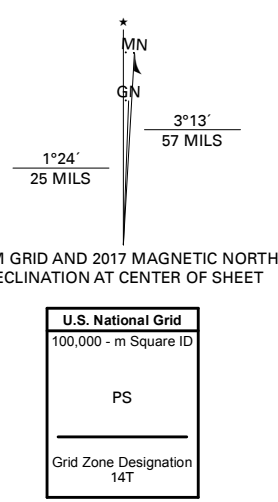 ★
MN
GN
3°13´
57 MILS
1°24´
25 MILS
M GRID AND 2017 MAGNETIC NORTH
ECLINATION AT CENTER OF SHEET
U.S. National Grid
100,000 - m Square ID
PS
Grid Zone Designation
14T